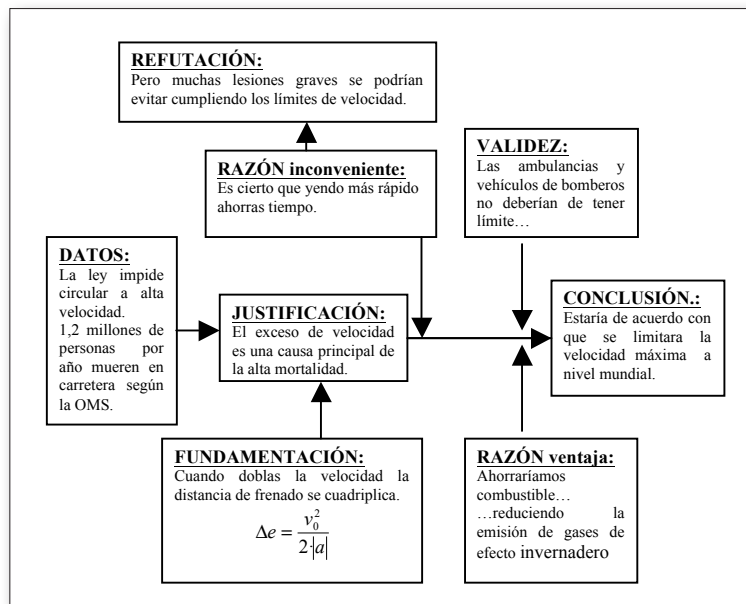 REFUTACIÓN:
Pero muchas lesiones graves se podrían
evitar cumpliendo los límites de velocidad.
RAZÓN inconveniente:
Es cierto que yendo más rápido
ahorras tiempo.
VALIDEZ:
Las ambulancias y
vehículos de bomberos
no deberían de tener
límite…
DATOS:
La ley impide
circular a alta
velocidad.
1,2 millones de
personas por
año mueren en
carretera según
la OMS.
JUSTIFICACIÓN:
El exceso de velocidad
es una causa principal de
la alta mortalidad.
CONCLUSIÓN.:
Estaría de acuerdo con
que se limitara la
velocidad máxima a
nivel mundial.
FUNDAMENTACIÓN:
Cuando doblas la velocidad la
distancia de frenado se cuadriplica.
Δe = v₀² / 2·|a|
RAZÓN ventaja:
Ahorraríamos
combustible…
…reduciendo la
emisión de gases de
efecto invernadero